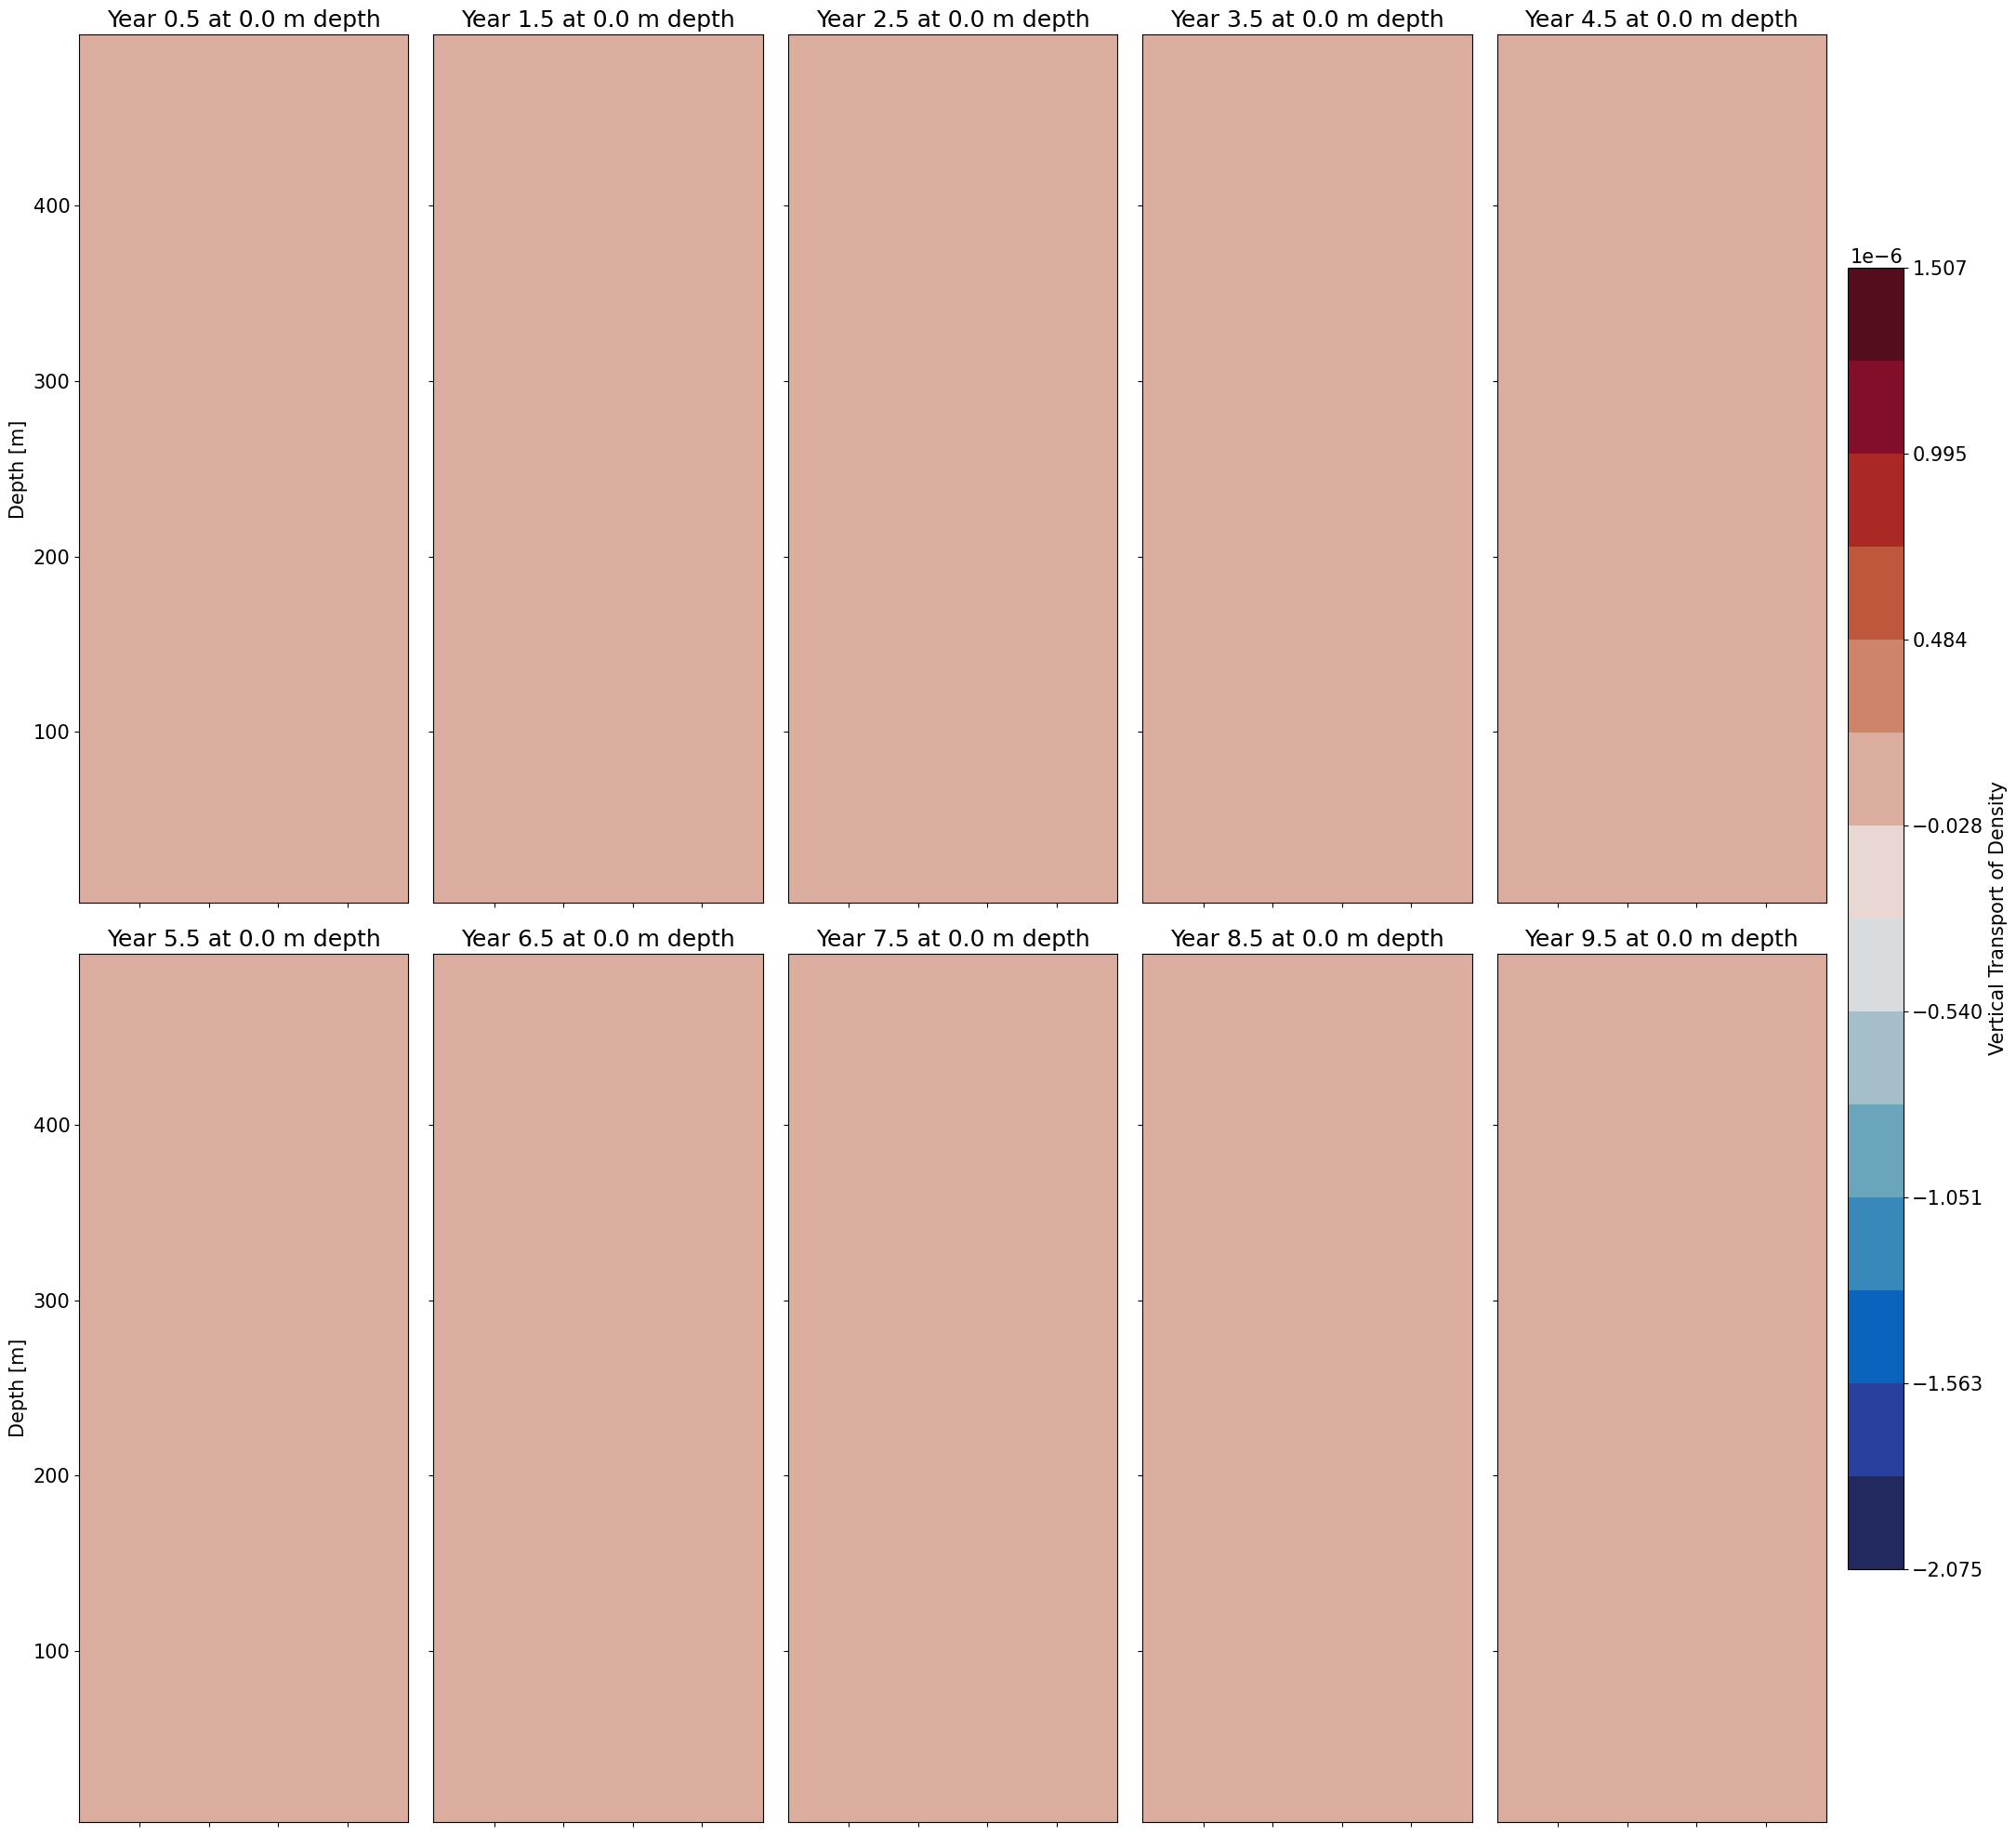 Year 0.5 at 0.0 m depth
Year 1.5 at 0.0 m depth
Year 2.5 at 0.0 m depth
Year 3.5 at 0.0 m depth
Year 4.5 at 0.0 m depth
400
300
200
100
Depth [m]
Year 5.5 at 0.0 m depth
Year 6.5 at 0.0 m depth
Year 7.5 at 0.0 m depth
Year 8.5 at 0.0 m depth
Year 9.5 at 0.0 m depth
400
300
200
100
Depth [m]
1e−6
1.507
0.995
0.484
−0.028
−0.540
−1.051
−1.563
−2.075
Vertical Transport of Density